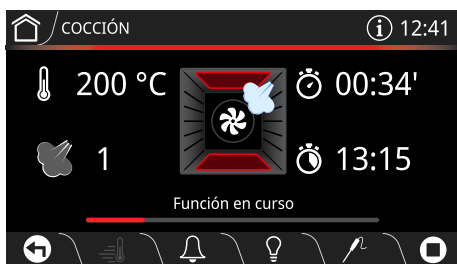 COCCIÓN
i 12:41
200 °C 00:34'
1 13:15
Función en curso